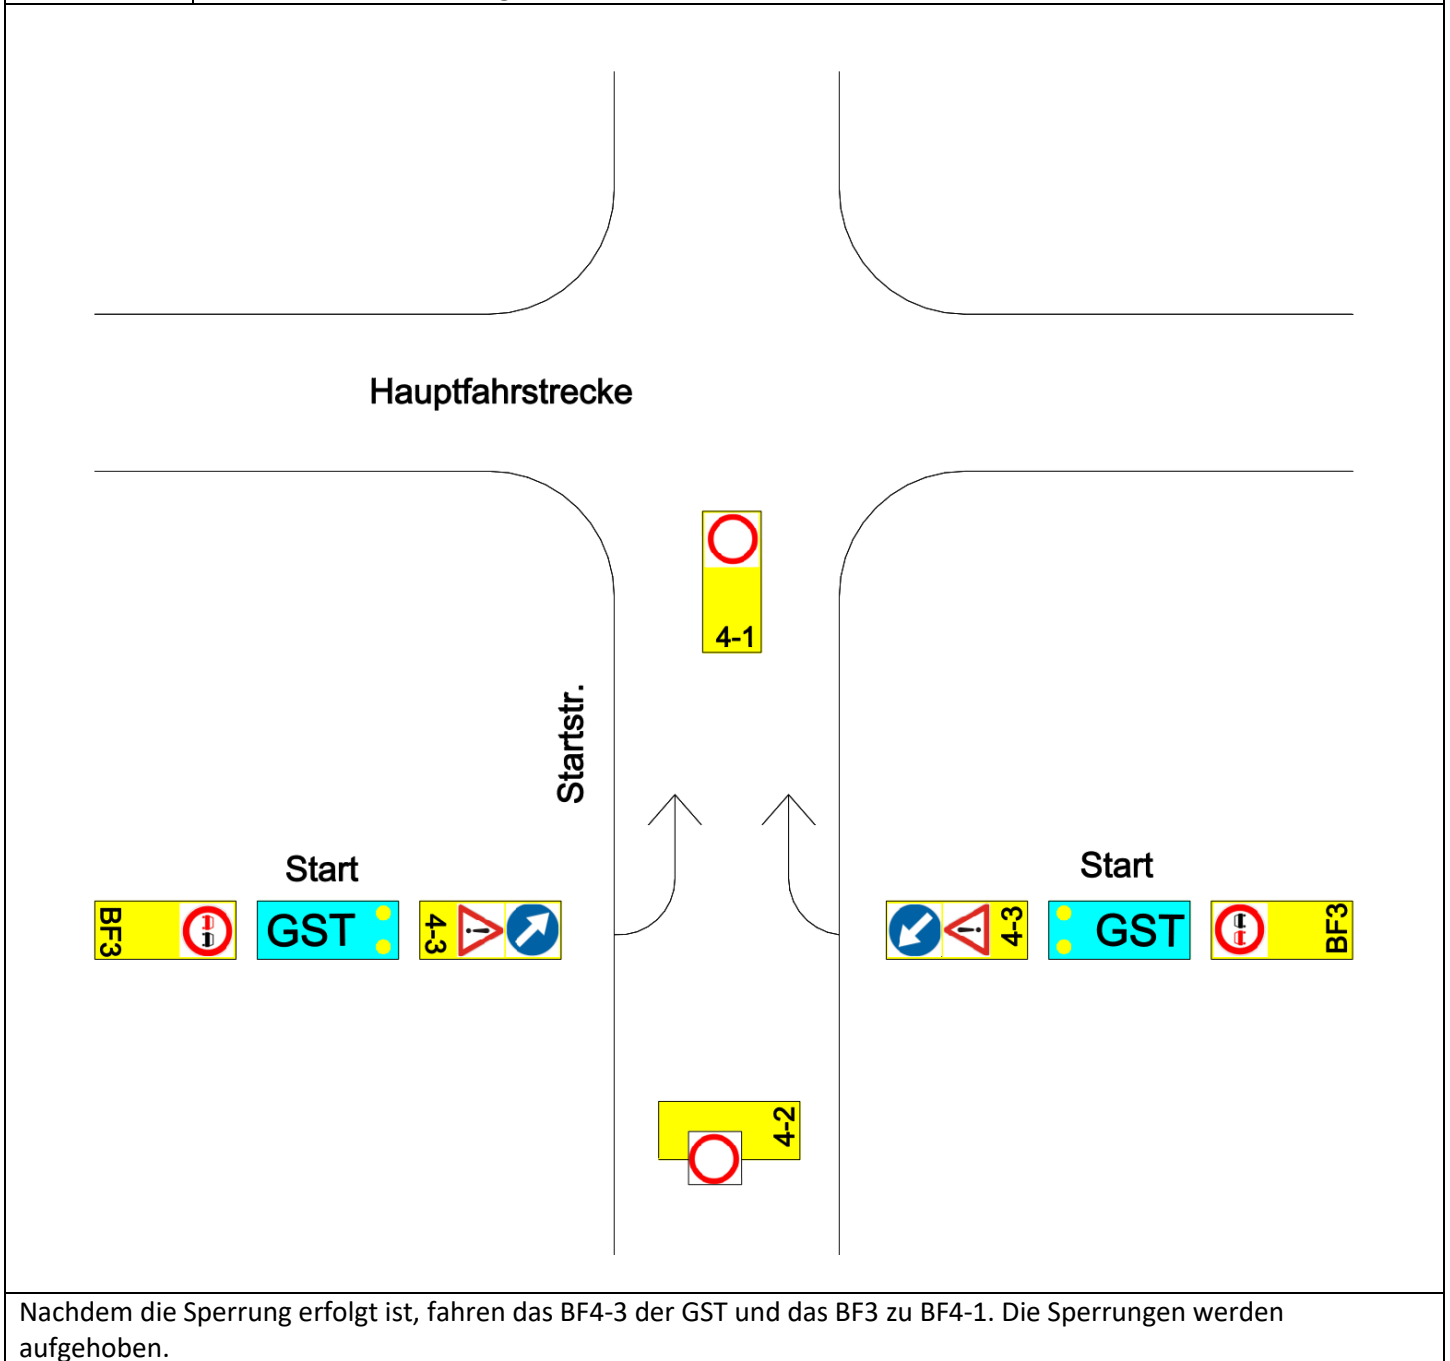 Hauptfahrstrecke
4-1
Startstr.
Start
Start
BF3
GST
4-3
4-3
GST
BF3
4-2
Nachdem die Sperrung erfolgt ist, fahren das BF4-3 der GST und das BF3 zu BF4-1. Die Sperrungen werden
aufgehoben.